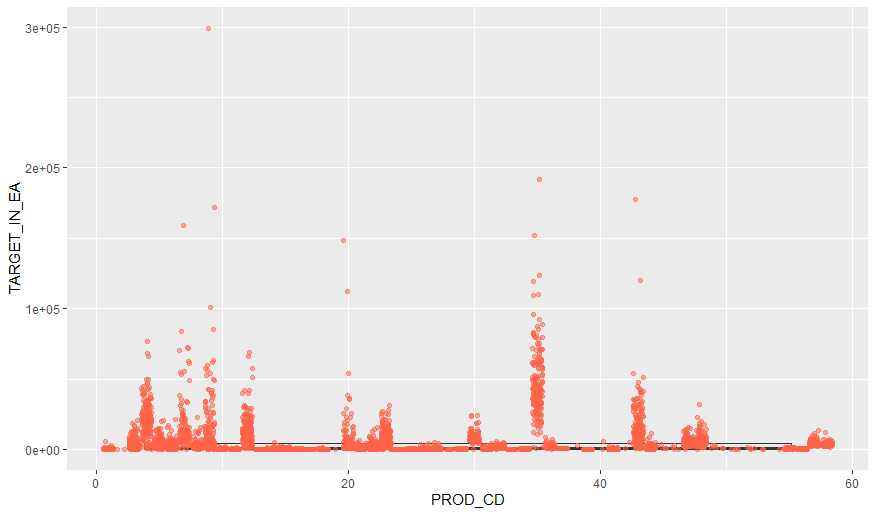 3e+05
2e+05
1e+05
0e+00
TARGET_IN_EA
0
20
40
60
PROD_CD